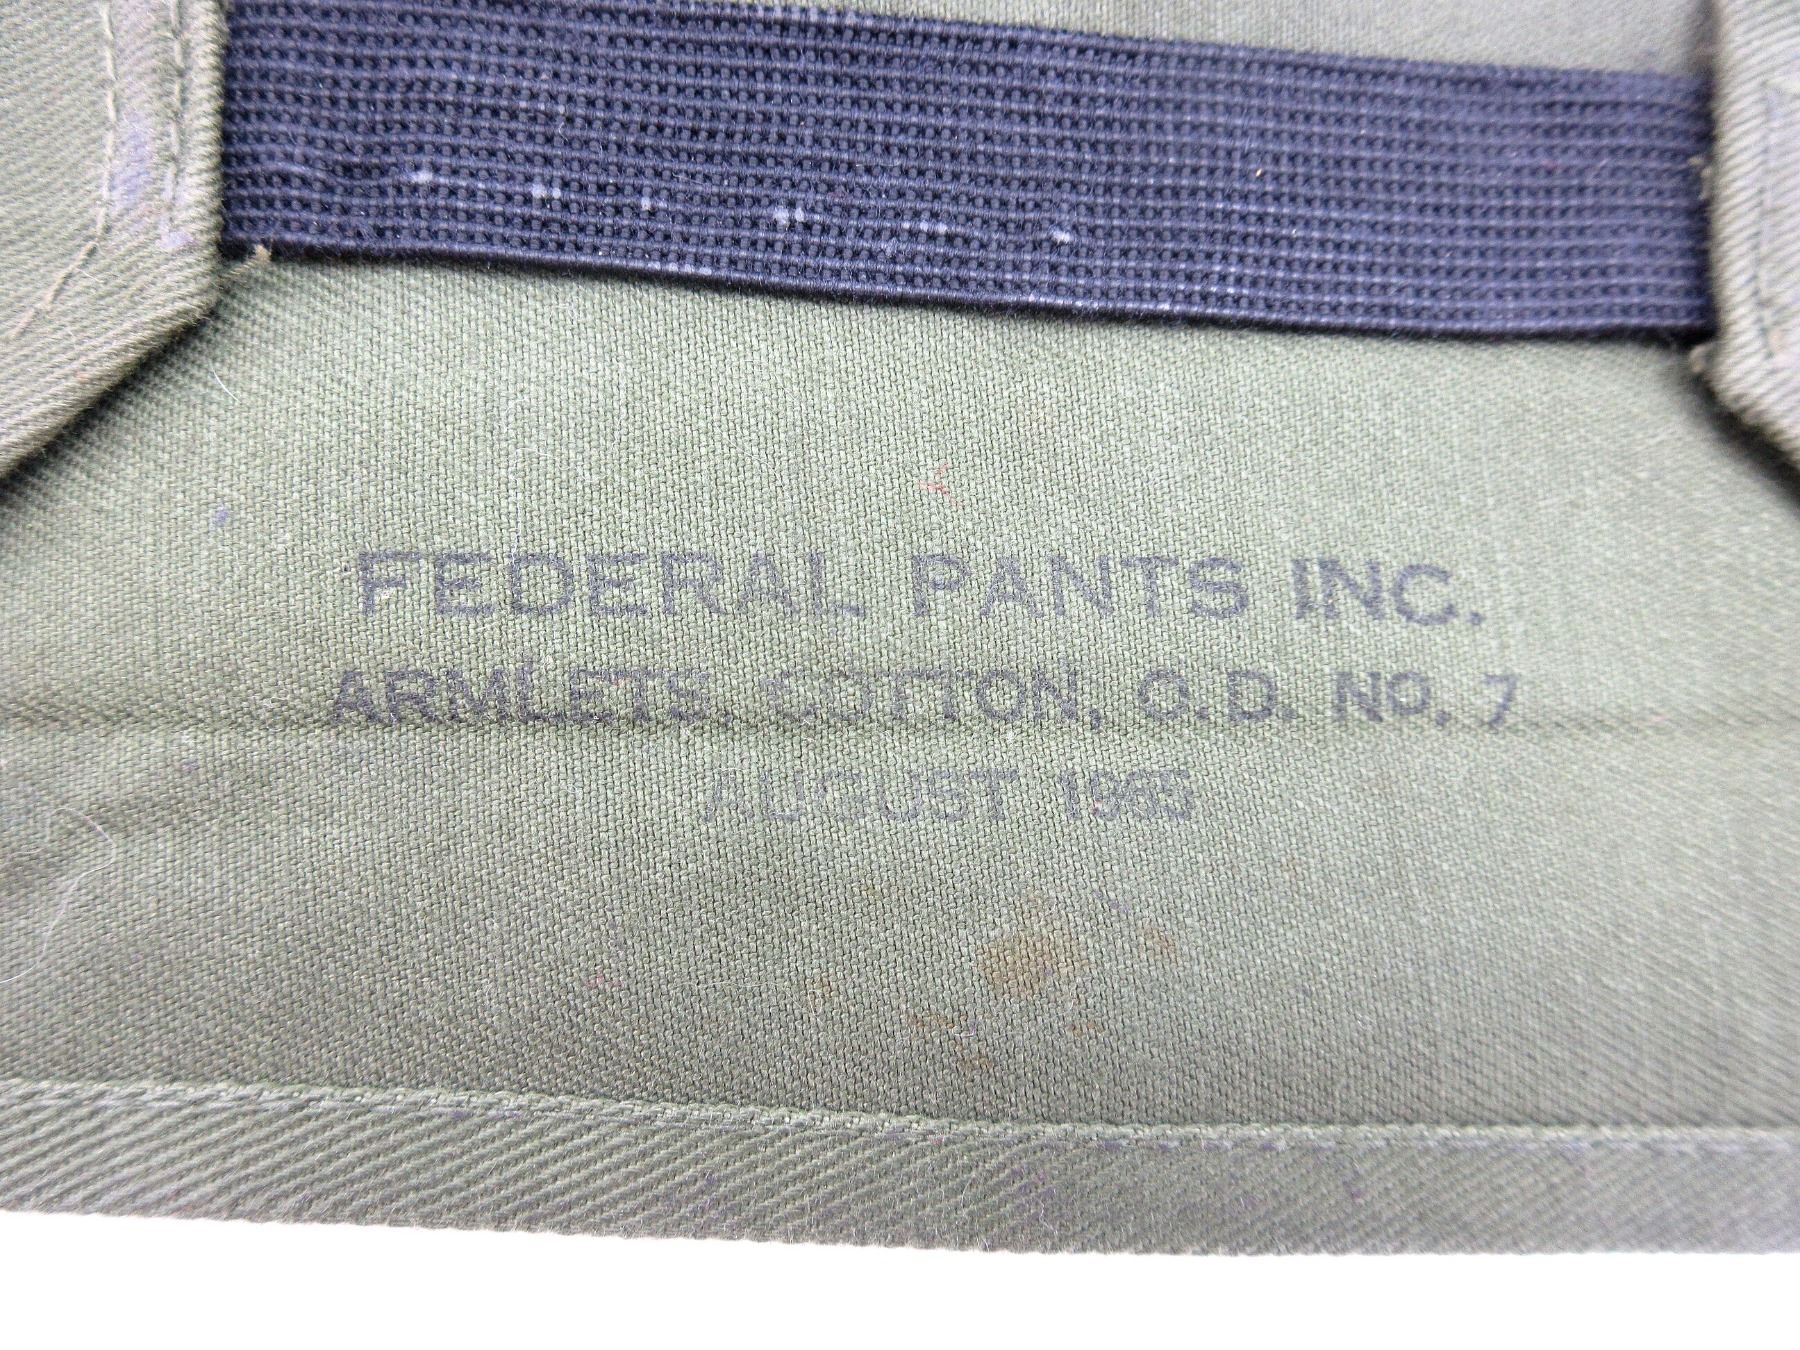 FEDERAL PANTS INC.
ARMLETS, COTTON, O.D. NO. 7
AUGUST 1965